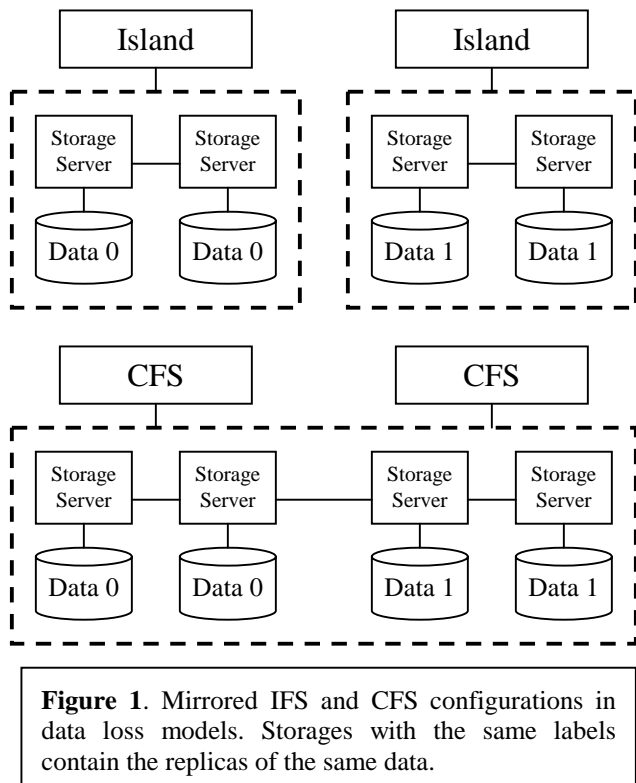 Island Island
Storage Server Storage Server Storage Server Storage Server
Data 0 Data 0 Data 1 Data 1
CFS CFS
Storage Server Storage Server Storage Server Storage Server
Data 0 Data 0 Data 1 Data 1
Figure 1. Mirrored IFS and CFS configurations in
data loss models. Storages with the same labels
contain the replicas of the same data.